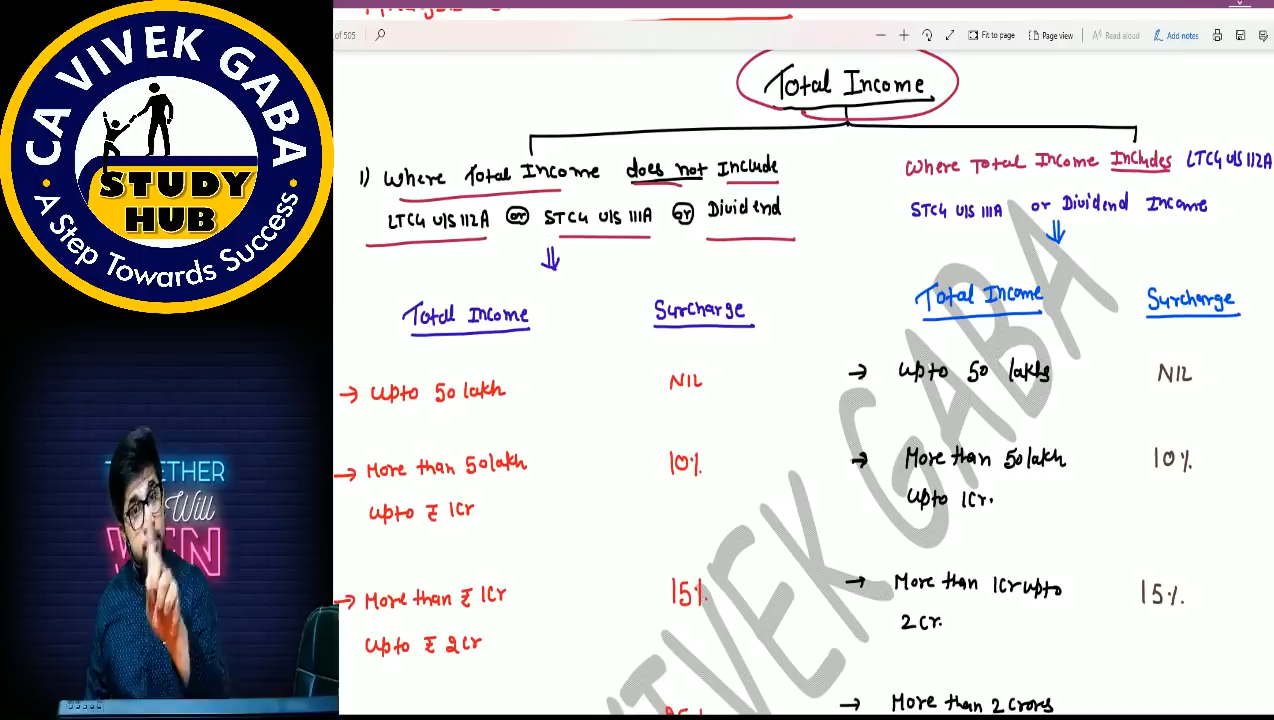 CA VIVEK GABA
STUDY
HUB
A Step Towards Success
of 505
Fit to page
Page view
Read aloud
Add notes
Total Income
1) Where Total Income does not Include
LTCG U/S 112A or STCG U/S 111A or Dividend
Total Income Surcharge
→ Upto 50 lakh NIL
→ More than 50 lakh 10%
Upto ₹ 1Cr
→ More than ₹ 1Cr 15%
Upto ₹ 2Cr
Where Total Income Includes LTCG U/S 112A
STCG U/S 111A or Dividend Income
Total Income Surcharge
→ Upto 50 lakhs NIL
→ More than 50 lakh 10%
Upto 1Cr.
→ More than 1Cr upto 15%
2Cr.
→ More than 2 crores
VIVEK GABA
TOGETHER
Will
WIN